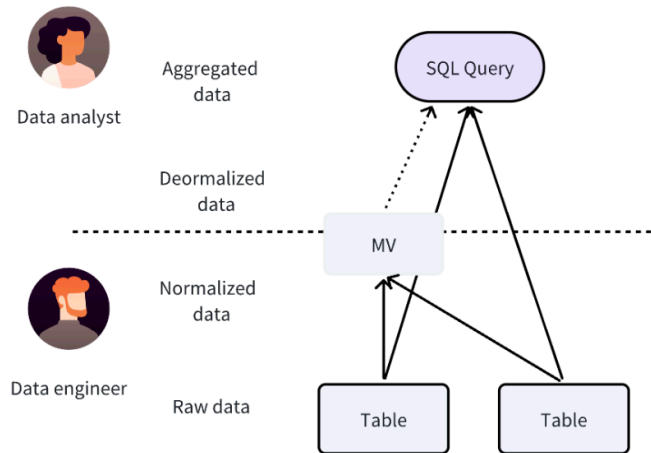 Aggregated
data
SQL Query
Data analyst
Deormalized
data
MV
Normalized
data
Data engineer
Raw data
Table
Table